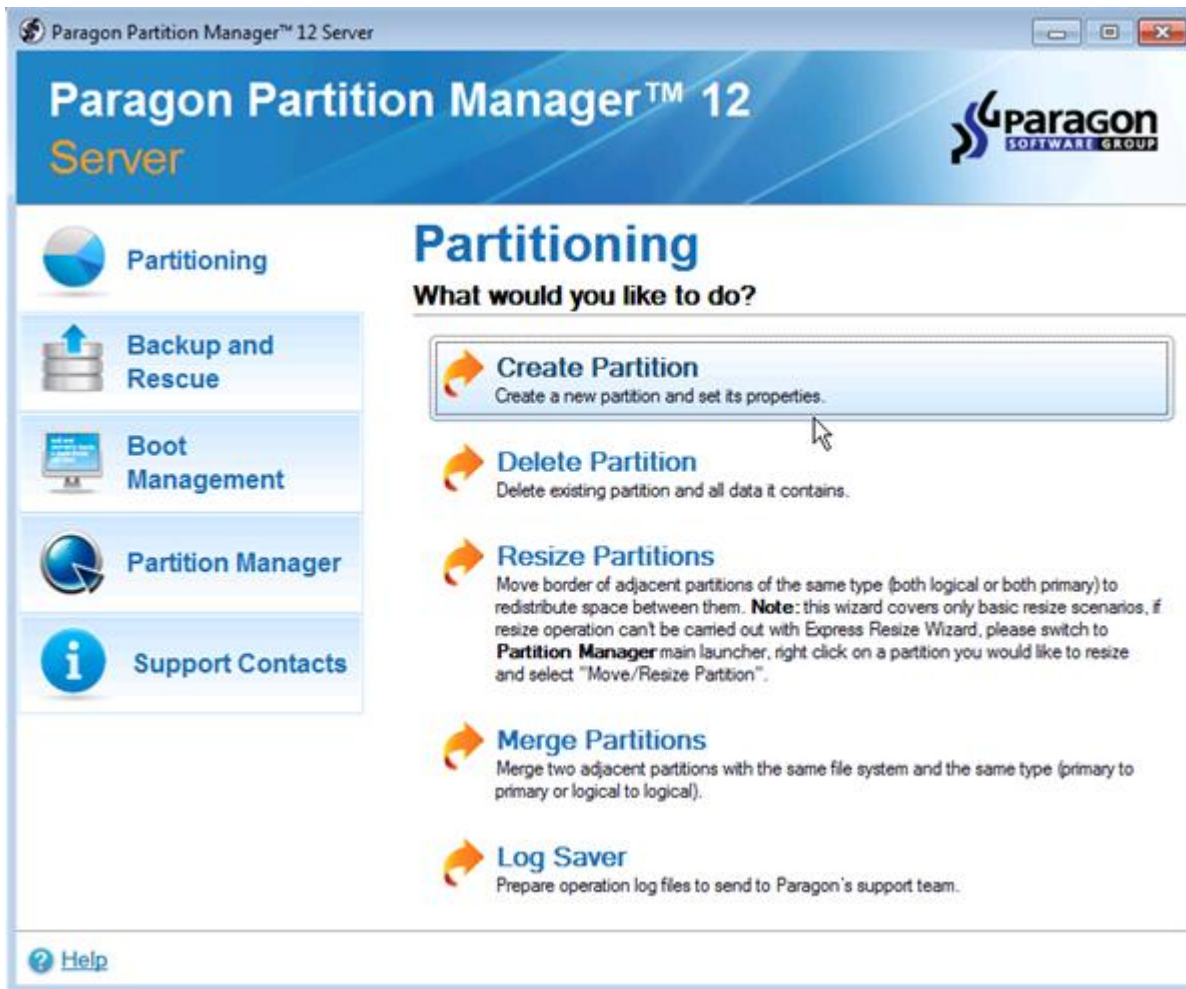 Paragon Partition Manager™ 12 Server
Paragon Partition Manager™ 12
Server
Paragon
SOFTWARE GROUP
Partitioning
Backup and
Rescue
Boot
Management
Partition Manager
Support Contacts
Partitioning
What would you like to do?
Create Partition
Create a new partition and set its properties.
Delete Partition
Delete existing partition and all data it contains.
Resize Partitions
Move border of adjacent partitions of the same type (both logical or both primary) to
redistribute space between them. Note: this wizard covers only basic resize scenarios, if
resize operation can't be carried out with Express Resize Wizard, please switch to
Partition Manager main launcher, right click on a partition you would like to resize
and select "Move/Resize Partition".
Merge Partitions
Merge two adjacent partitions with the same file system and the same type (primary to
primary or logical to logical).
Log Saver
Prepare operation log files to send to Paragon's support team.
Help